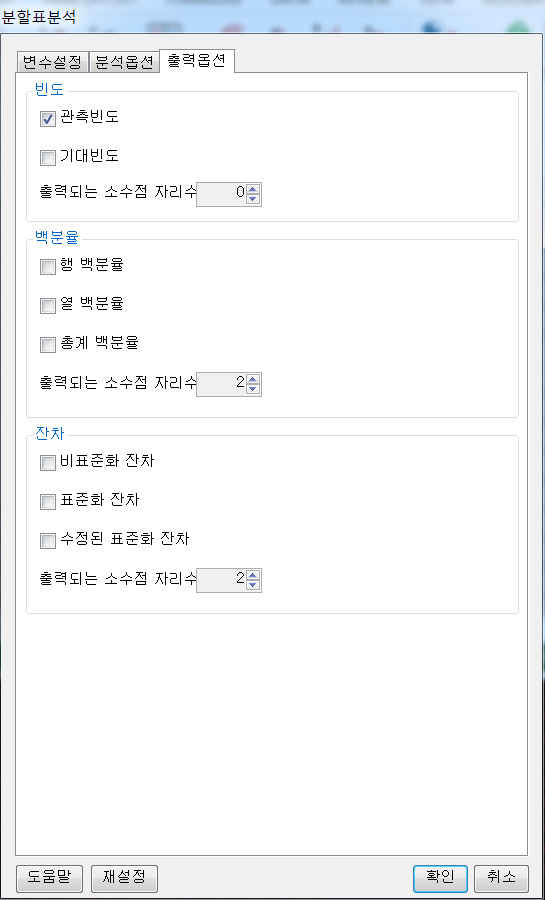 분할표분석
변수설정 분석옵션 출력옵션
빈도
관측빈도
기대빈도
출력되는 소수점 자리수 0
백분율
행 백분율
열 백분율
총계 백분율
출력되는 소수점 자리수 2
잔차
비표준화 잔차
표준화 잔차
수정된 표준화 잔차
출력되는 소수점 자리수 2
도움말 재설정 확인 취소